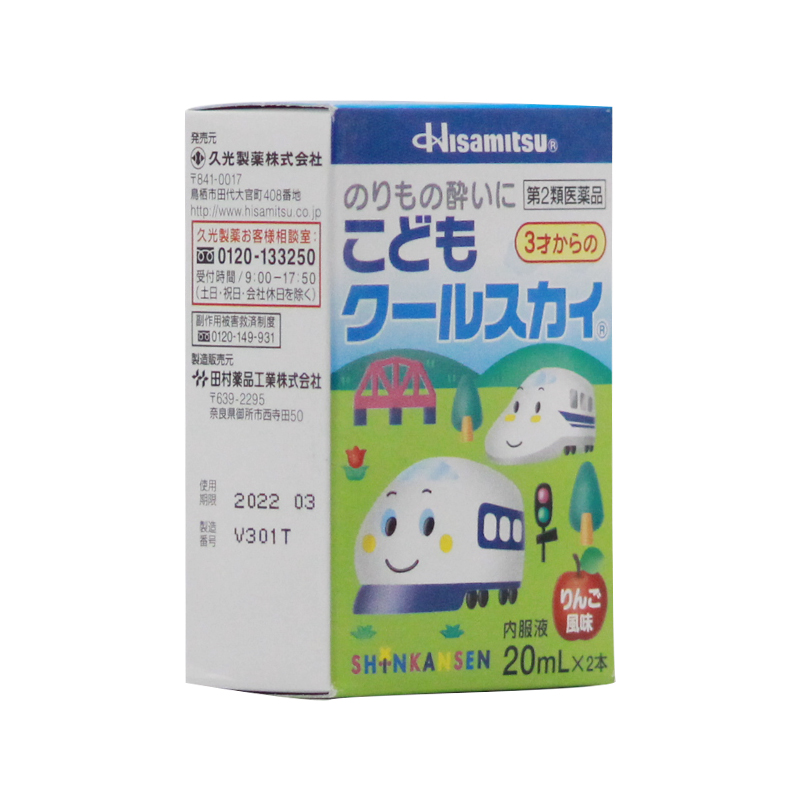 発売元
久光製薬株式会社
〒841-0017
鳥栖市田代大官町408番地
http://www.hisamitsu.co.jp
久光製薬お客様相談室:
0120-133250
受付時間/9:00-17:50
(土日・祝日・会社休日を除く)
副作用被害救済制度
0120-149-931
製造販売元
田村薬品工業株式会社
〒639-2295
奈良県御所市西寺田50
使用
期限 2022 03
製造
番号 V301T
Hisamitsu®
のりもの酔いに
第2類医薬品
こども
3才からの
クールスカイ®
りんご
風味
内服液
SHINKANSEN
20mL×2本